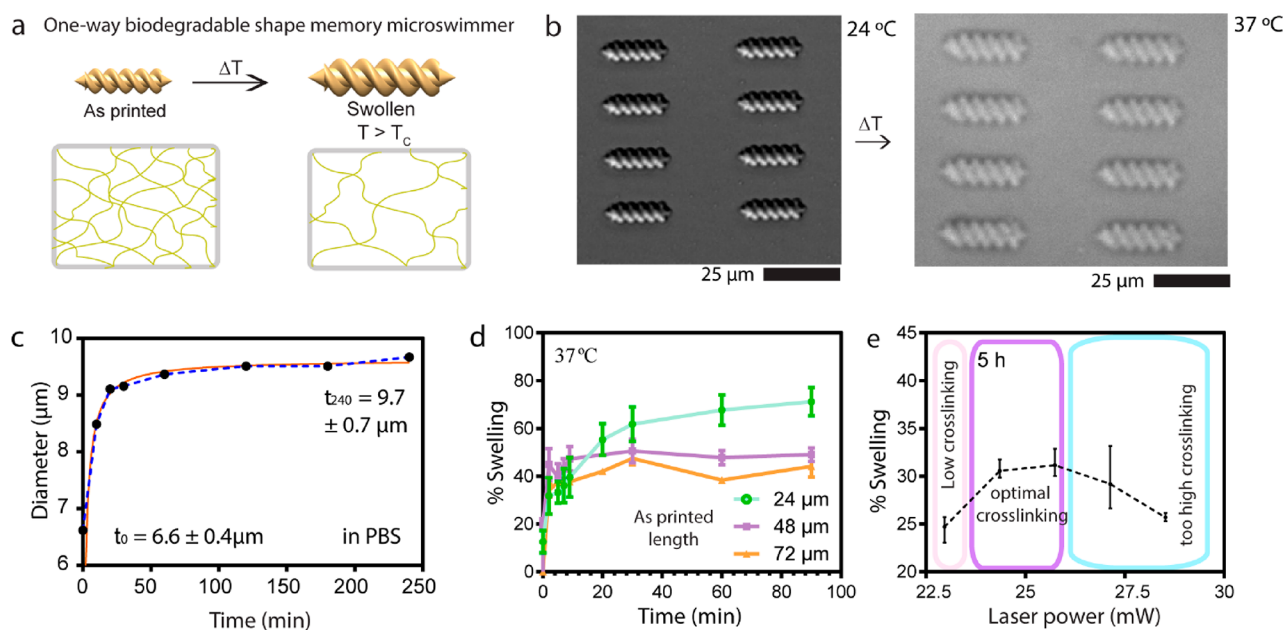 a One-way biodegradable shape memory microswimmer
ΔT
As printed
Swollen
T > Tc
b
24 ºC
37 ºC
ΔT
25 µm
25 µm
c
10
9
8
7
6
Diameter (µm)
t240 = 9.7
± 0.7 µm
t0 = 6.6 ± 0.4µm
in PBS
0 50 100 150 200 250
Time (min)
d
100
80
60
40
20
0
% Swelling
37ºC
As printed
length
24 µm
48 µm
72 µm
0 20 40 60 80 100
Time (min)
e
45
40
35
30
25
20
% Swelling
Low crosslinking
5 h
optimal
crosslinking
too high crosslinking
22.5 25 27.5 30
Laser power (mW)